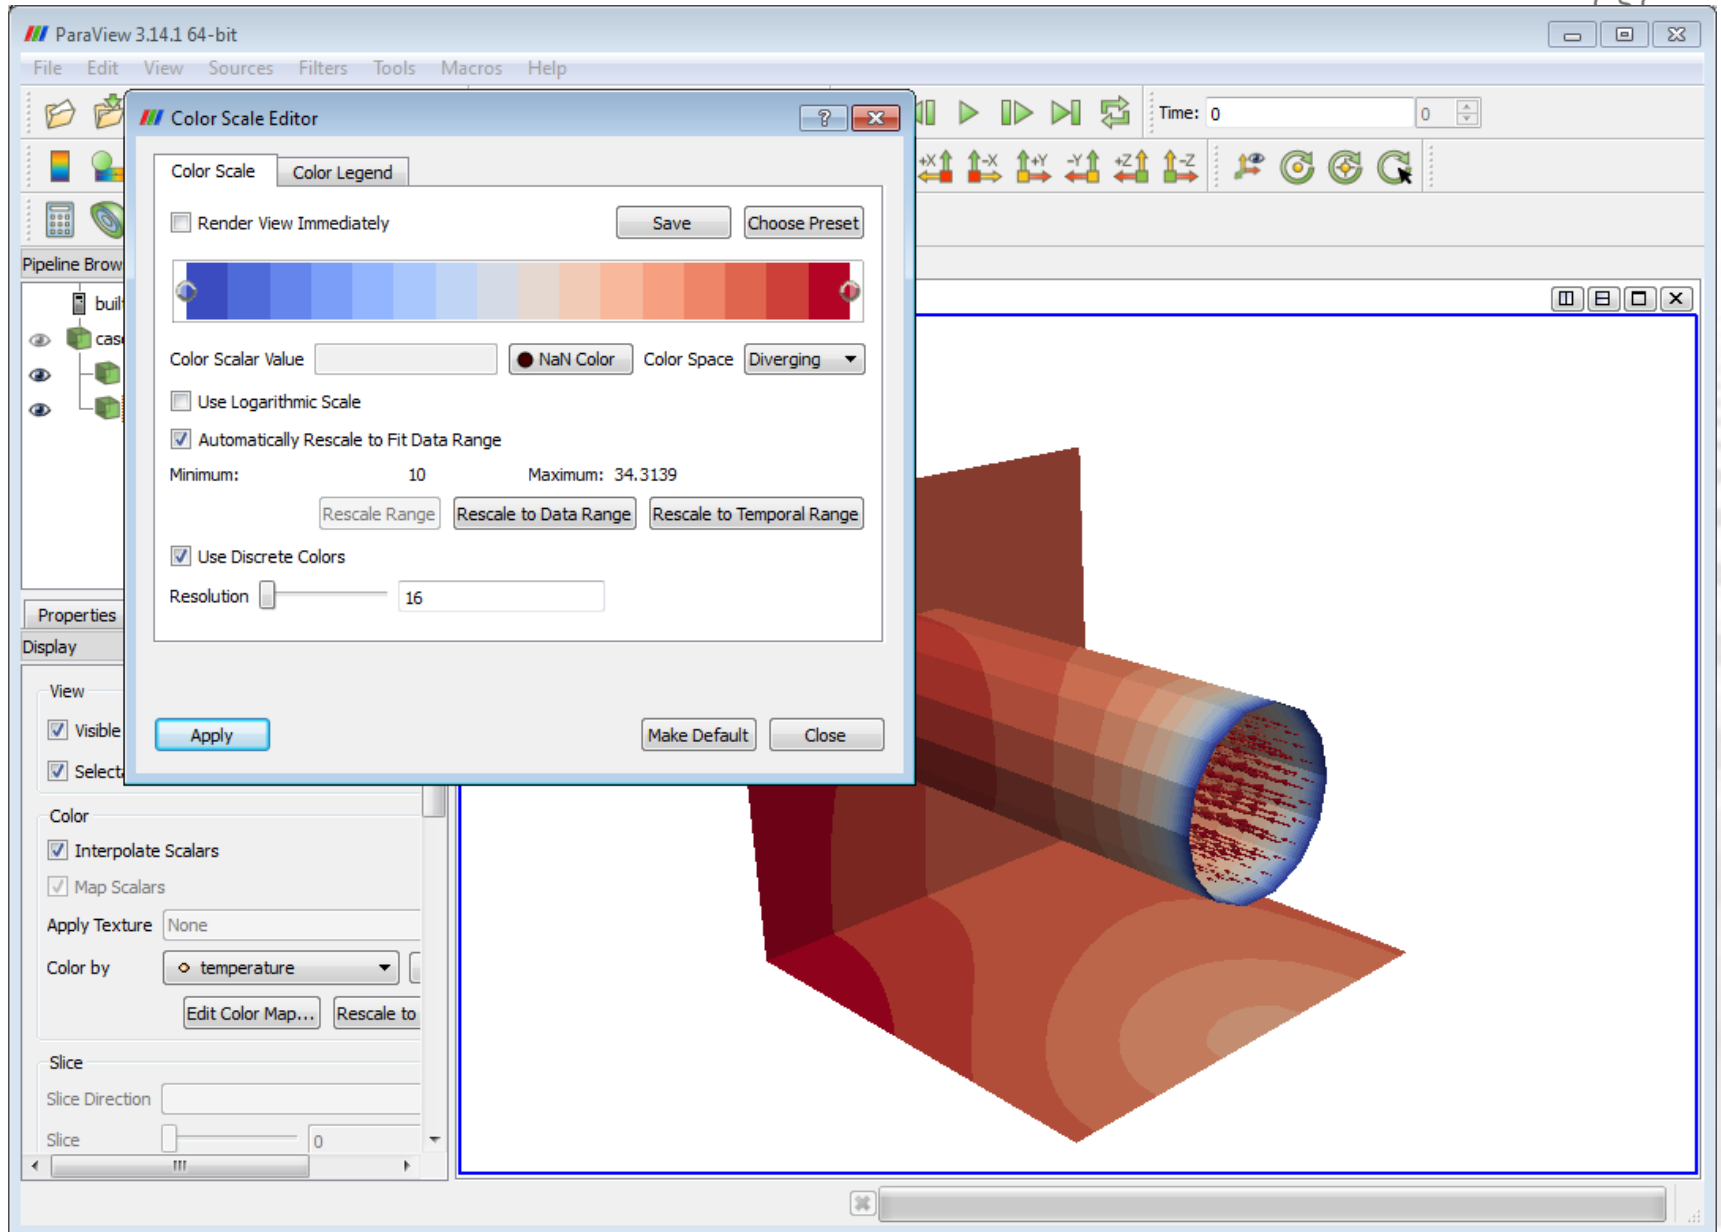 ParaView 3.14.1 64-bit
File Edit View Sources Filters Tools Macros Help
Time: 0 0
Color Scale Editor
?
Color Scale Color Legend
+X -X +Y -Y +Z -Z
Render View Immediately Save Choose Preset
Pipeline Brow
buil
cas
Color Scalar Value NaN Color Color Space Diverging
Use Logarithmic Scale
Automatically Rescale to Fit Data Range
Minimum: 10 Maximum: 34.3139
Rescale Range Rescale to Data Range Rescale to Temporal Range
Use Discrete Colors
Resolution 16
Properties
Display
View
Visible
Select
Apply Make Default Close
Color
Interpolate Scalars
Map Scalars
Apply Texture None
Color by temperature
Edit Color Map... Rescale to
Slice
Slice Direction
Slice 0